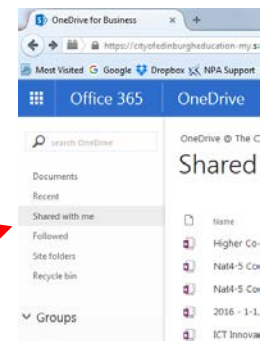 OneDrive for Business
https://cityofedinburgheducation-my.s
Most Visited Google Dropbox NPA Support
Office 365 OneDrive
search OneDrive
OneDrive @ The C
Shared
Documents
Recent
Shared with me
Followed
Site folders
Recycle bin
Groups
Name
Higher Co-
Nat4-5 Co
Nat4-5 Co
2016 - 1-1.
ICT Innova